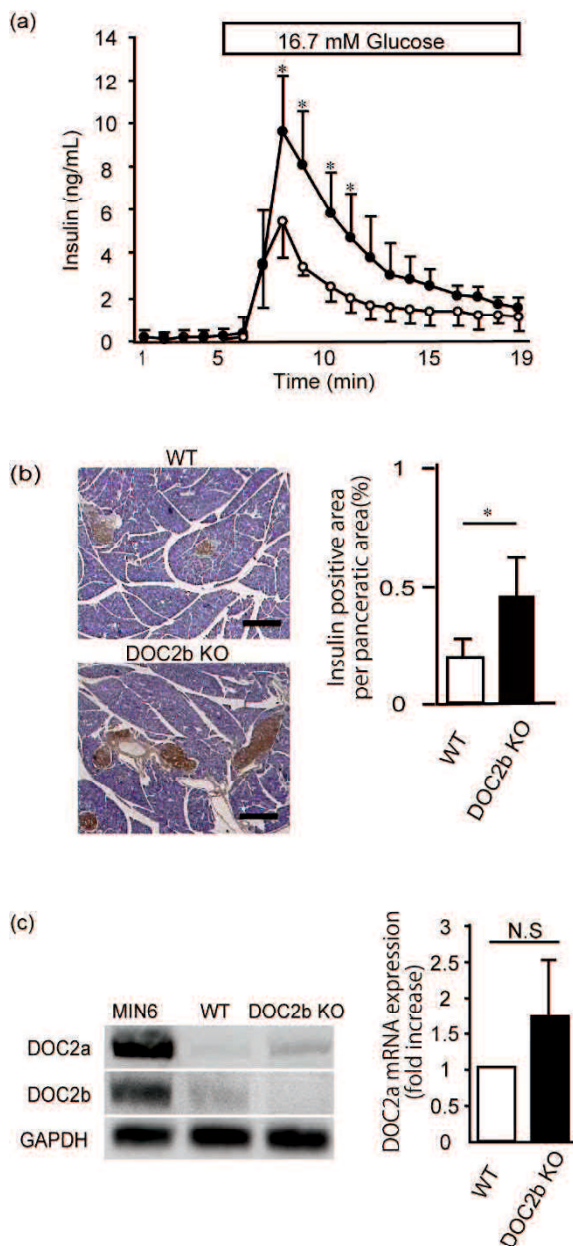 (a)
16.7 mM Glucose
14
12
10
8
6
4
2
0
Insulin (ng/mL)
* * * *
1 5 10 15 19
Time (min)
(b)
WT
DOC2b KO
1
0.5
0
Insulin positive area
per panceratic area(%)
*
WT
DOC2b KO
(c)
MIN6 WT DOC2b KO
DOC2a
DOC2b
GAPDH
3
2.5
2
1.5
1
0.5
0
DOC2a mRNA expression
(fold increase)
N.S
WT
DOC2b KO